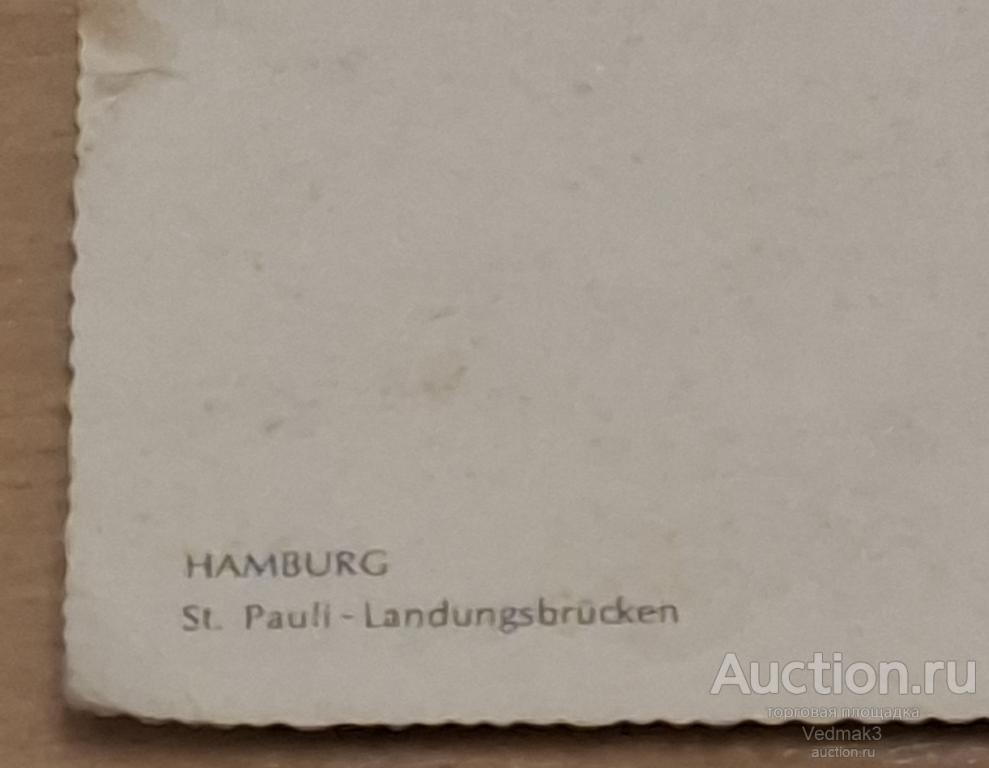 HAMBURG
St. Pauli - Landungsbrücken
Auction.ru
торговая площадка
Vedmak3
auction.ru